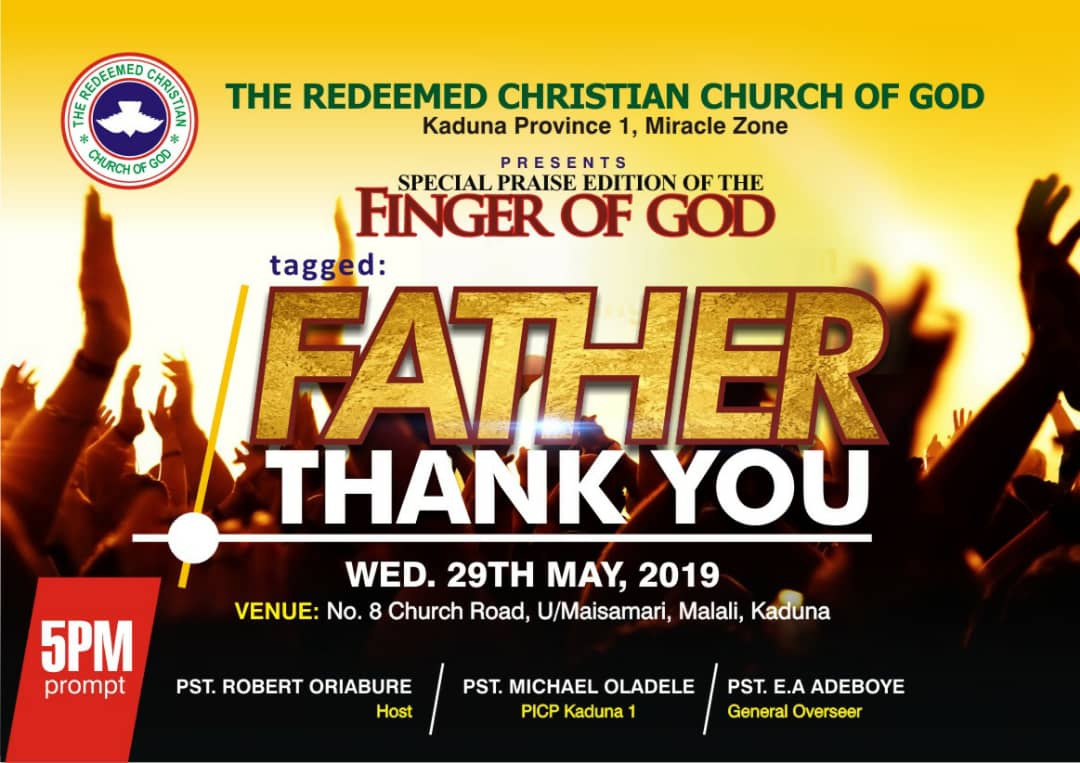 THE REDEEMED CHRISTIAN
CHURCH OF GOD
THE REDEEMED CHRISTIAN CHURCH OF GOD
Kaduna Province 1, Miracle Zone
PRESENTS
SPECIAL PRAISE EDITION OF THE
FINGER OF GOD
tagged:
FATHER
THANK YOU
WED. 29TH MAY, 2019
VENUE: No. 8 Church Road, U/Maisamari, Malali, Kaduna
5PM
prompt
PST. ROBERT ORIABURE
Host
PST. MICHAEL OLADELE
PICP Kaduna 1
PST. E.A ADEBOYE
General Overseer